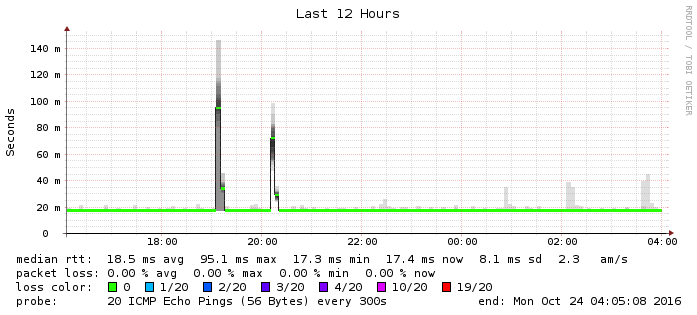 Last 12 Hours
RRDTOOL / TOBI OETIKER
Seconds
140 m
120 m
100 m
80 m
60 m
40 m
20 m
0
18:00 20:00 22:00 00:00 02:00 04:00
median rtt: 18.5 ms avg 95.1 ms max 17.3 ms min 17.4 ms now 8.1 ms sd 2.3 am/s
packet loss: 0.00 % avg 0.00 % max 0.00 % min 0.00 % now
loss color: 0 1/20 2/20 3/20 4/20 10/20 19/20
probe: 20 ICMP Echo Pings (56 Bytes) every 300s end: Mon Oct 24 04:05:08 2016